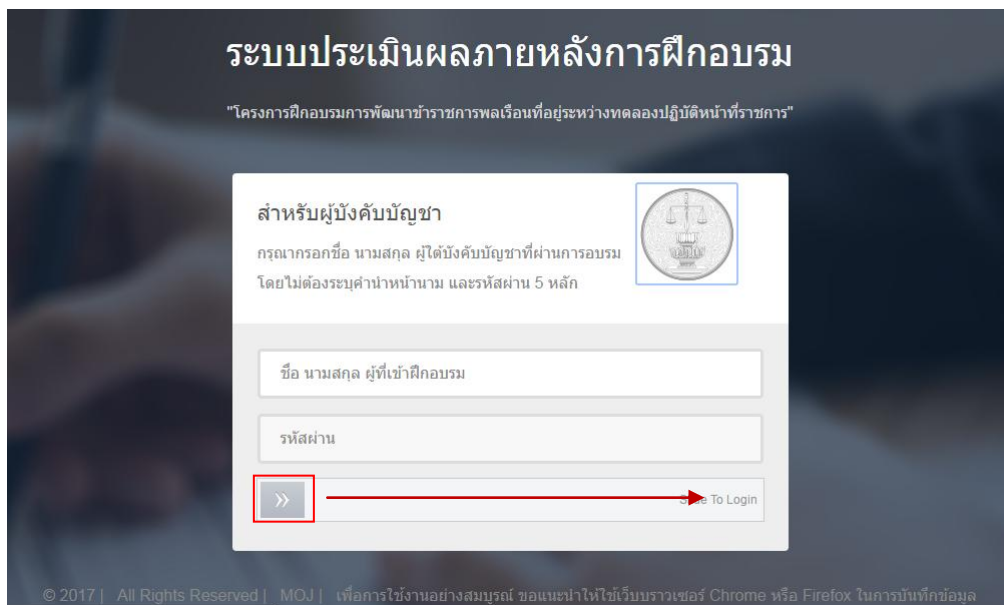 ระบบประเมินผลภายหลังการฝึกอบรม
"โครงการฝึกอบรมการพัฒนาข้าราชการพลเรือนที่อยู่ระหว่างทดลองปฏิบัติหน้าที่ราชการ"
สำหรับผู้บังคับบัญชา
กรุณากรอกชื่อ นามสกุล ผู้ใต้บังคับบัญชาที่ผ่านการอบรม
โดยไม่ต้องระบุคำนำหน้านาม และรหัสผ่าน 5 หลัก
ชื่อ นามสกุล ผู้ที่เข้าฝึกอบรม
รหัสผ่าน
» To Login
© 2017 | All Rights Reserved | MOJ | เพื่อการใช้งานอย่างสมบูรณ์ ขอแนะนำให้ใช้เว็บบราวเซอร์ Chrome หรือ Firefox ในการบันทึกข้อมูล